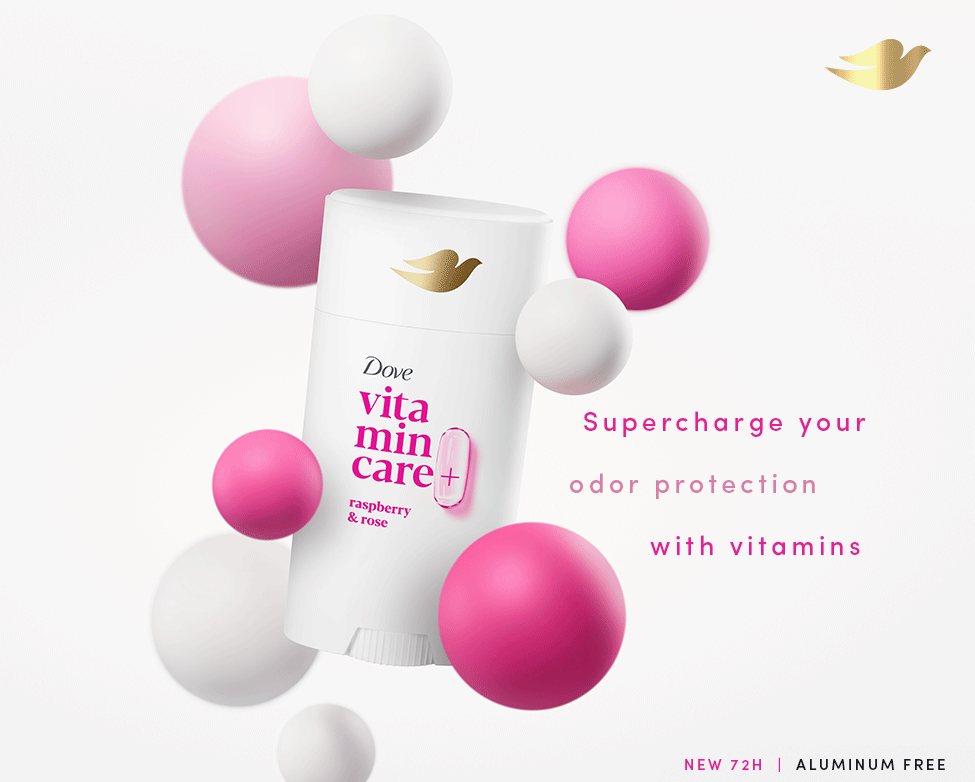 Dove
vita
min
care+
raspberry
& rose
Supercharge your
odor protection
with vitamins
NEW 72H | ALUMINUM FREE